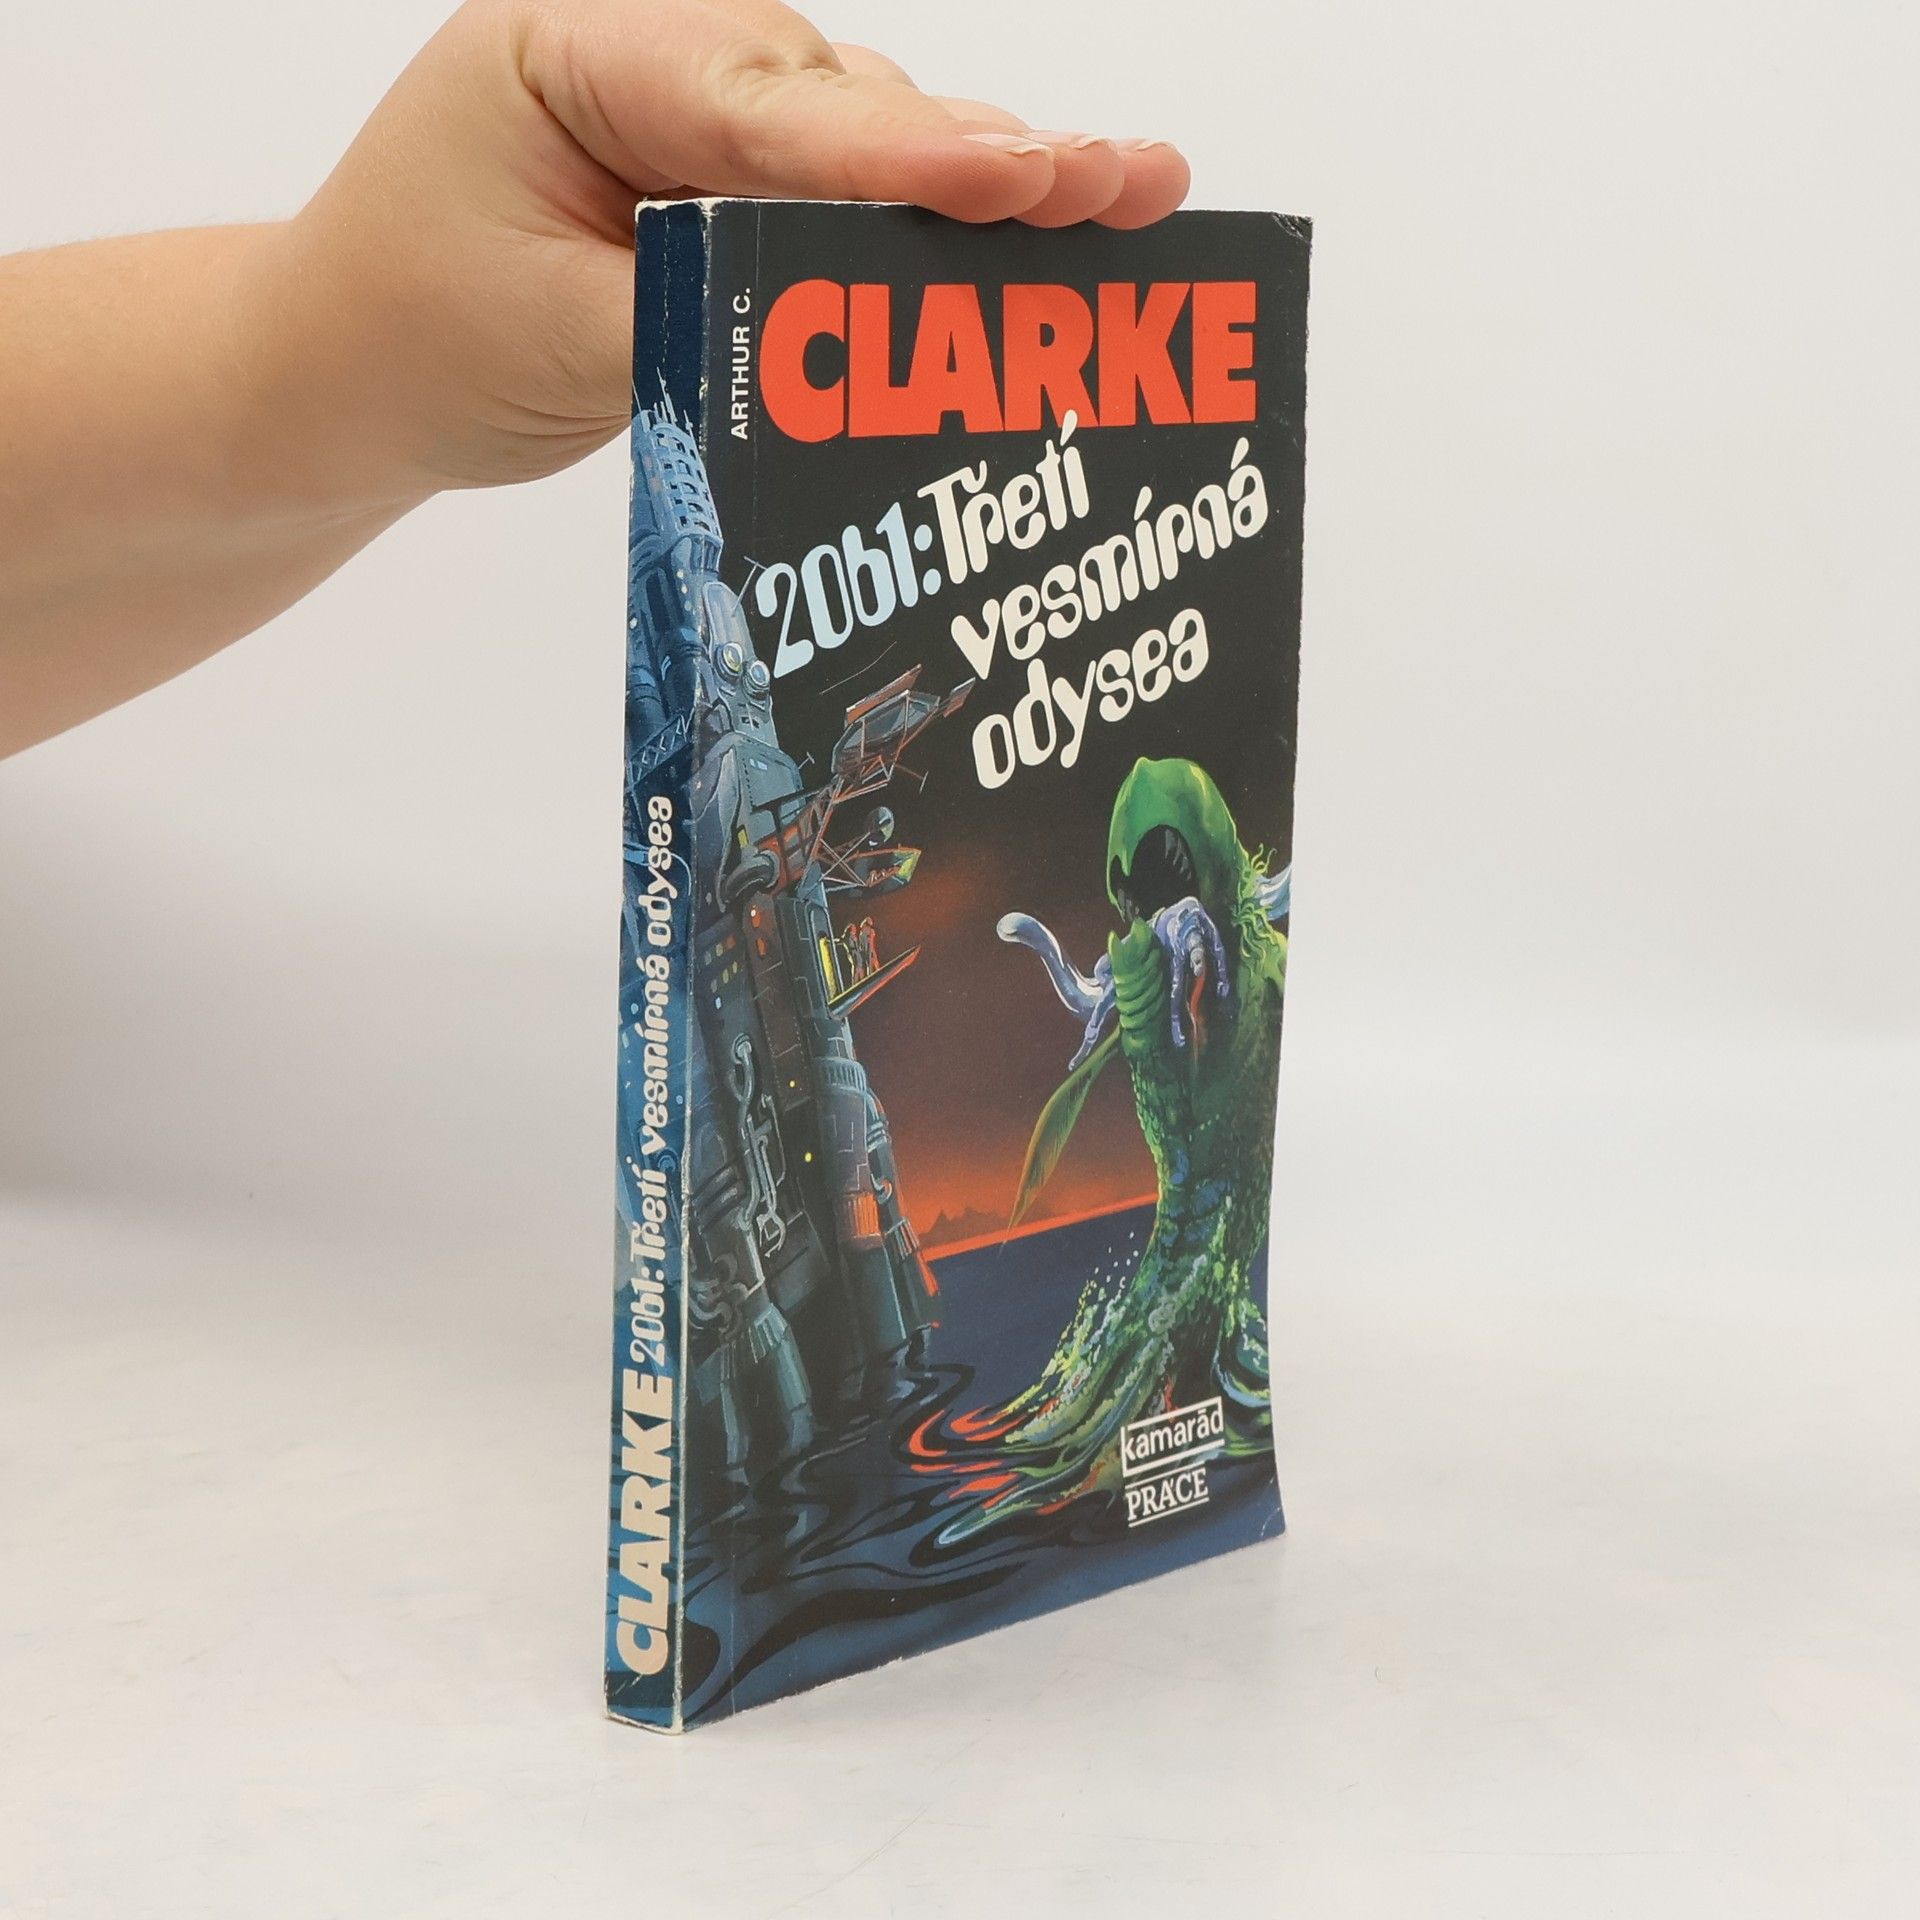 ARTHUR C.
CLARKE
2061: Třetí
vesmírná
odysea
kamarád
PRÁCE
CLARKE 2061: Třetí vesmírná odysea